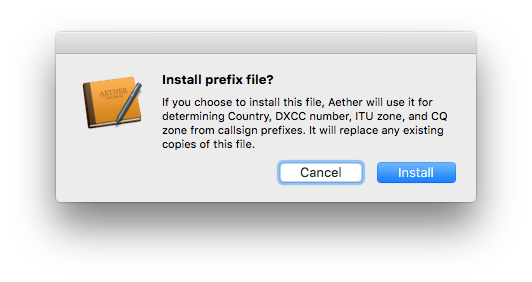 AETHER
Install prefix file?
If you choose to install this file, Aether will use it for
determining Country, DXCC number, ITU zone, and CQ
zone from callsign prefixes. It will replace any existing
copies of this file.
Cancel
Install